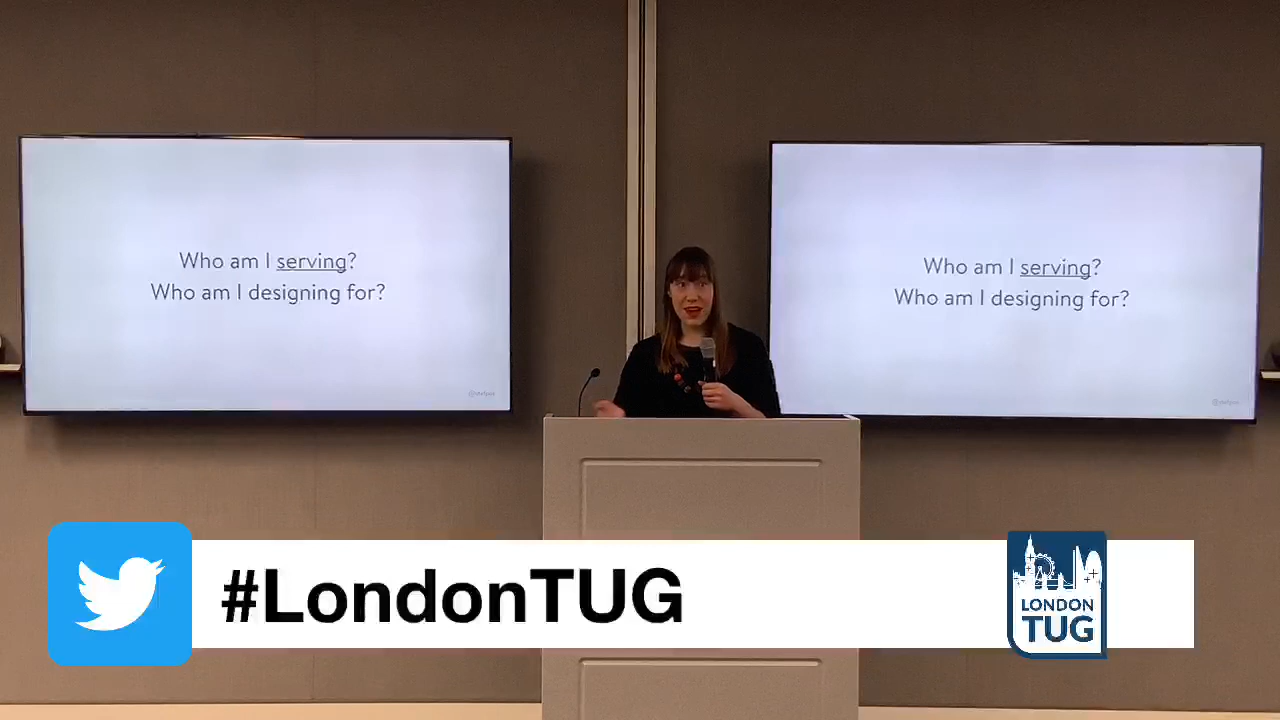 Who am I serving?
Who am I designing for?
Who am I serving?
Who am I designing for?
#LondonTUG
LONDON
TUG